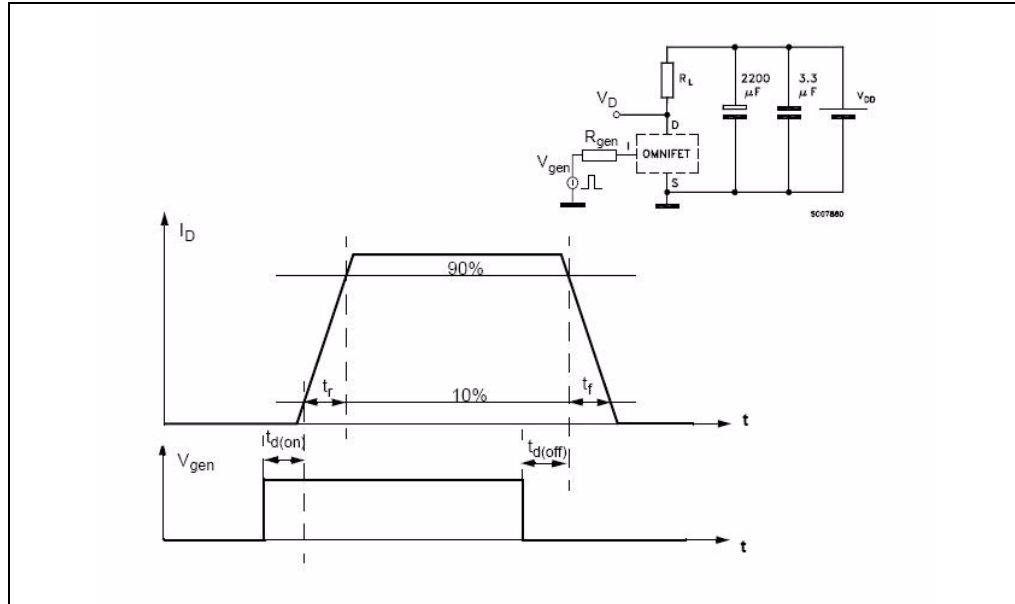 2200
μF
3.3
μF
R_L
V_DD
V_D
D
R_gen
I
OMNIFET
V_gen
S
SC07880
I_D
90%
t_r
10%
t_f
t
t_d(on)
t_d(off)
V_gen
t